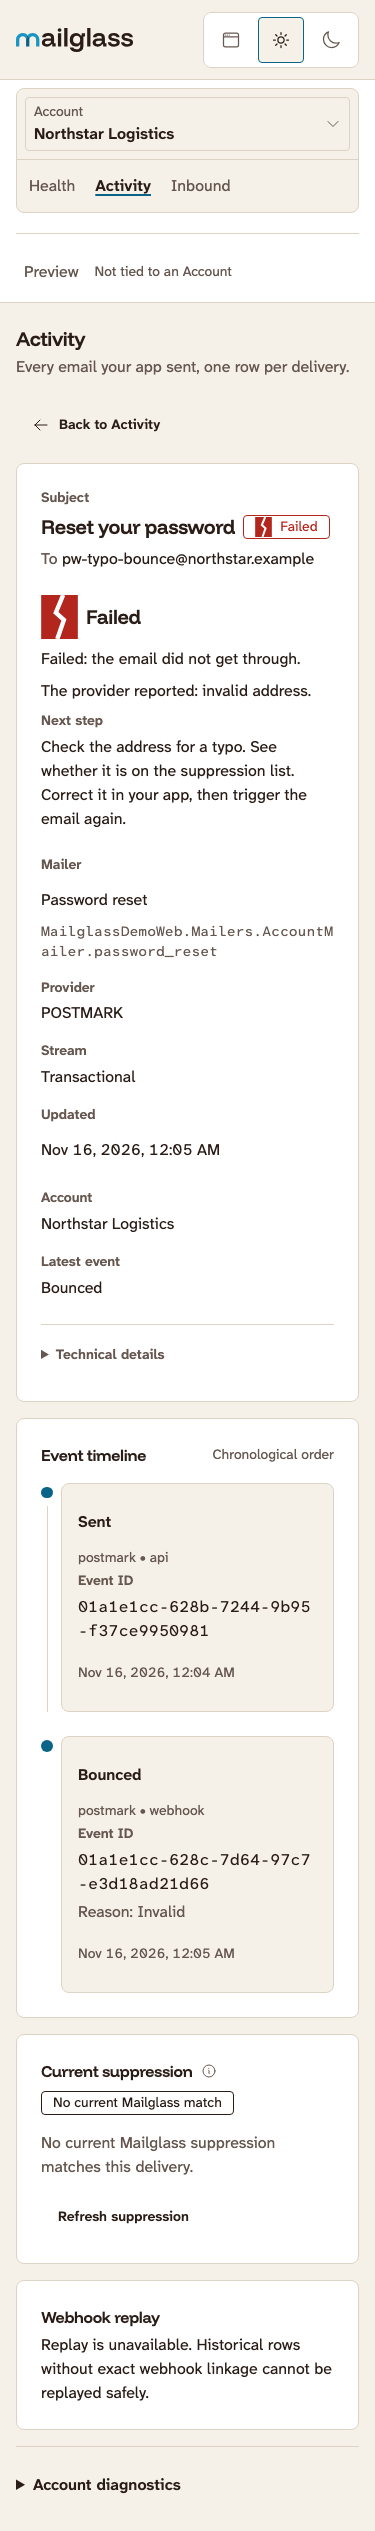 mailglass
Account
Northstar Logistics
Health Activity Inbound
Preview Not tied to an Account
Activity
Every email your app sent, one row per delivery.
Back to Activity
Subject
Reset your password Failed
To pw-typo-bounce@northstar.example
Failed
Failed: the email did not get through.
The provider reported: invalid address.
Next step
Check the address for a typo. See
whether it is on the suppression list.
Correct it in your app, then trigger the
email again.
Mailer
Password reset
MailglassDemoWeb.Mailers.AccountM
ailer.password_reset
Provider
POSTMARK
Stream
Transactional
Updated
Nov 16, 2026, 12:05 AM
Account
Northstar Logistics
Latest event
Bounced
Technical details
Event timeline Chronological order
Sent
postmark • api
Event ID
01a1e1cc-628b-7244-9b95
-f37ce9950981
Nov 16, 2026, 12:04 AM
Bounced
postmark • webhook
Event ID
01a1e1cc-628c-7d64-97c7
-e3d18ad21d66
Reason: Invalid
Nov 16, 2026, 12:05 AM
Current suppression
No current Mailglass match
No current Mailglass suppression
matches this delivery.
Refresh suppression
Webhook replay
Replay is unavailable. Historical rows
without exact webhook linkage cannot be
replayed safely.
Account diagnostics